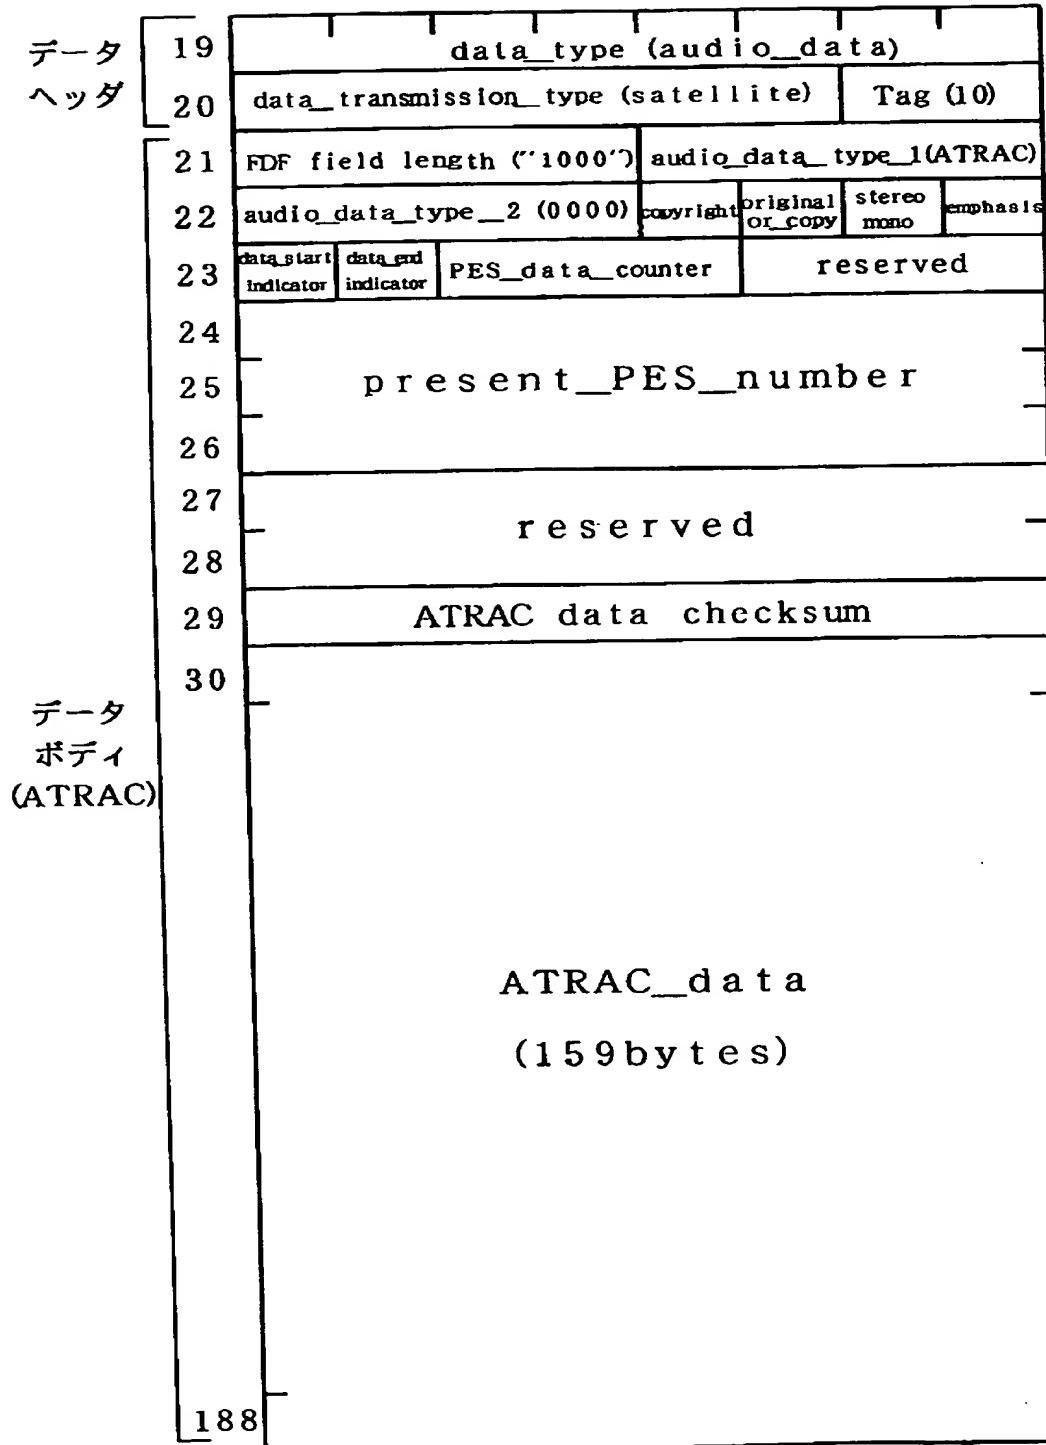 データ
ヘッダ
19 data_type (audio_data)
20 data_transmission_type (satellite) Tag (10)
21 FDF field length ("1000") audio_data_type_1(ATRAC)
22 audio_data_type_2 (0000) copyright original or_copy stereo mono emphasis
23 data_start indicator data_end indicator PES_data_counter reserved
24
25 present_PES_number
26
27
reserved
28
29 ATRAC data checksum
30
データ
ボディ
(ATRAC)
ATRAC_data
(159bytes)
188